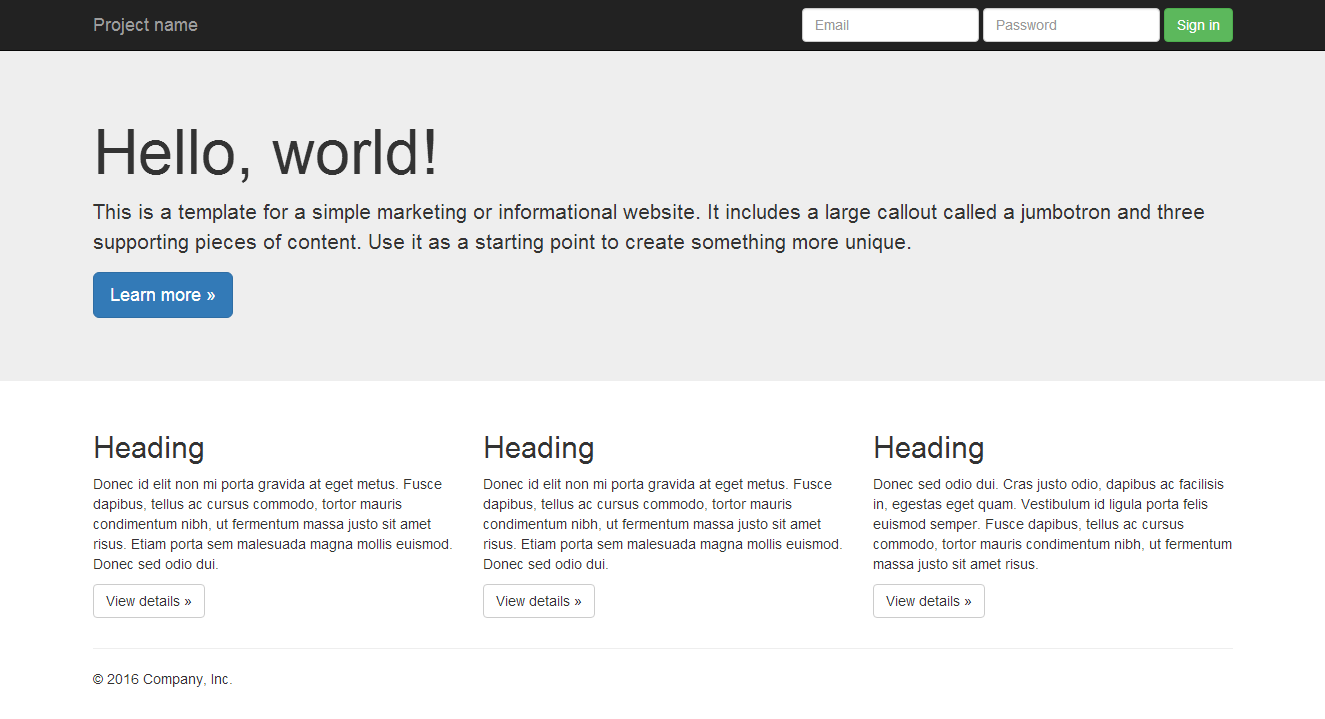 Project name
Email
Password
Sign in
Hello, world!
This is a template for a simple marketing or informational website. It includes a large callout called a jumbotron and three
supporting pieces of content. Use it as a starting point to create something more unique.
Learn more »
Heading
Donec id elit non mi porta gravida at eget metus. Fusce
dapibus, tellus ac cursus commodo, tortor mauris
condimentum nibh, ut fermentum massa justo sit amet
risus. Etiam porta sem malesuada magna mollis euismod.
Donec sed odio dui.
View details »
Heading
Donec id elit non mi porta gravida at eget metus. Fusce
dapibus, tellus ac cursus commodo, tortor mauris
condimentum nibh, ut fermentum massa justo sit amet
risus. Etiam porta sem malesuada magna mollis euismod.
Donec sed odio dui.
View details »
Heading
Donec sed odio dui. Cras justo odio, dapibus ac facilisis
in, egestas eget quam. Vestibulum id ligula porta felis
euismod semper. Fusce dapibus, tellus ac cursus
commodo, tortor mauris condimentum nibh, ut fermentum
massa justo sit amet risus.
View details »
© 2016 Company, Inc.